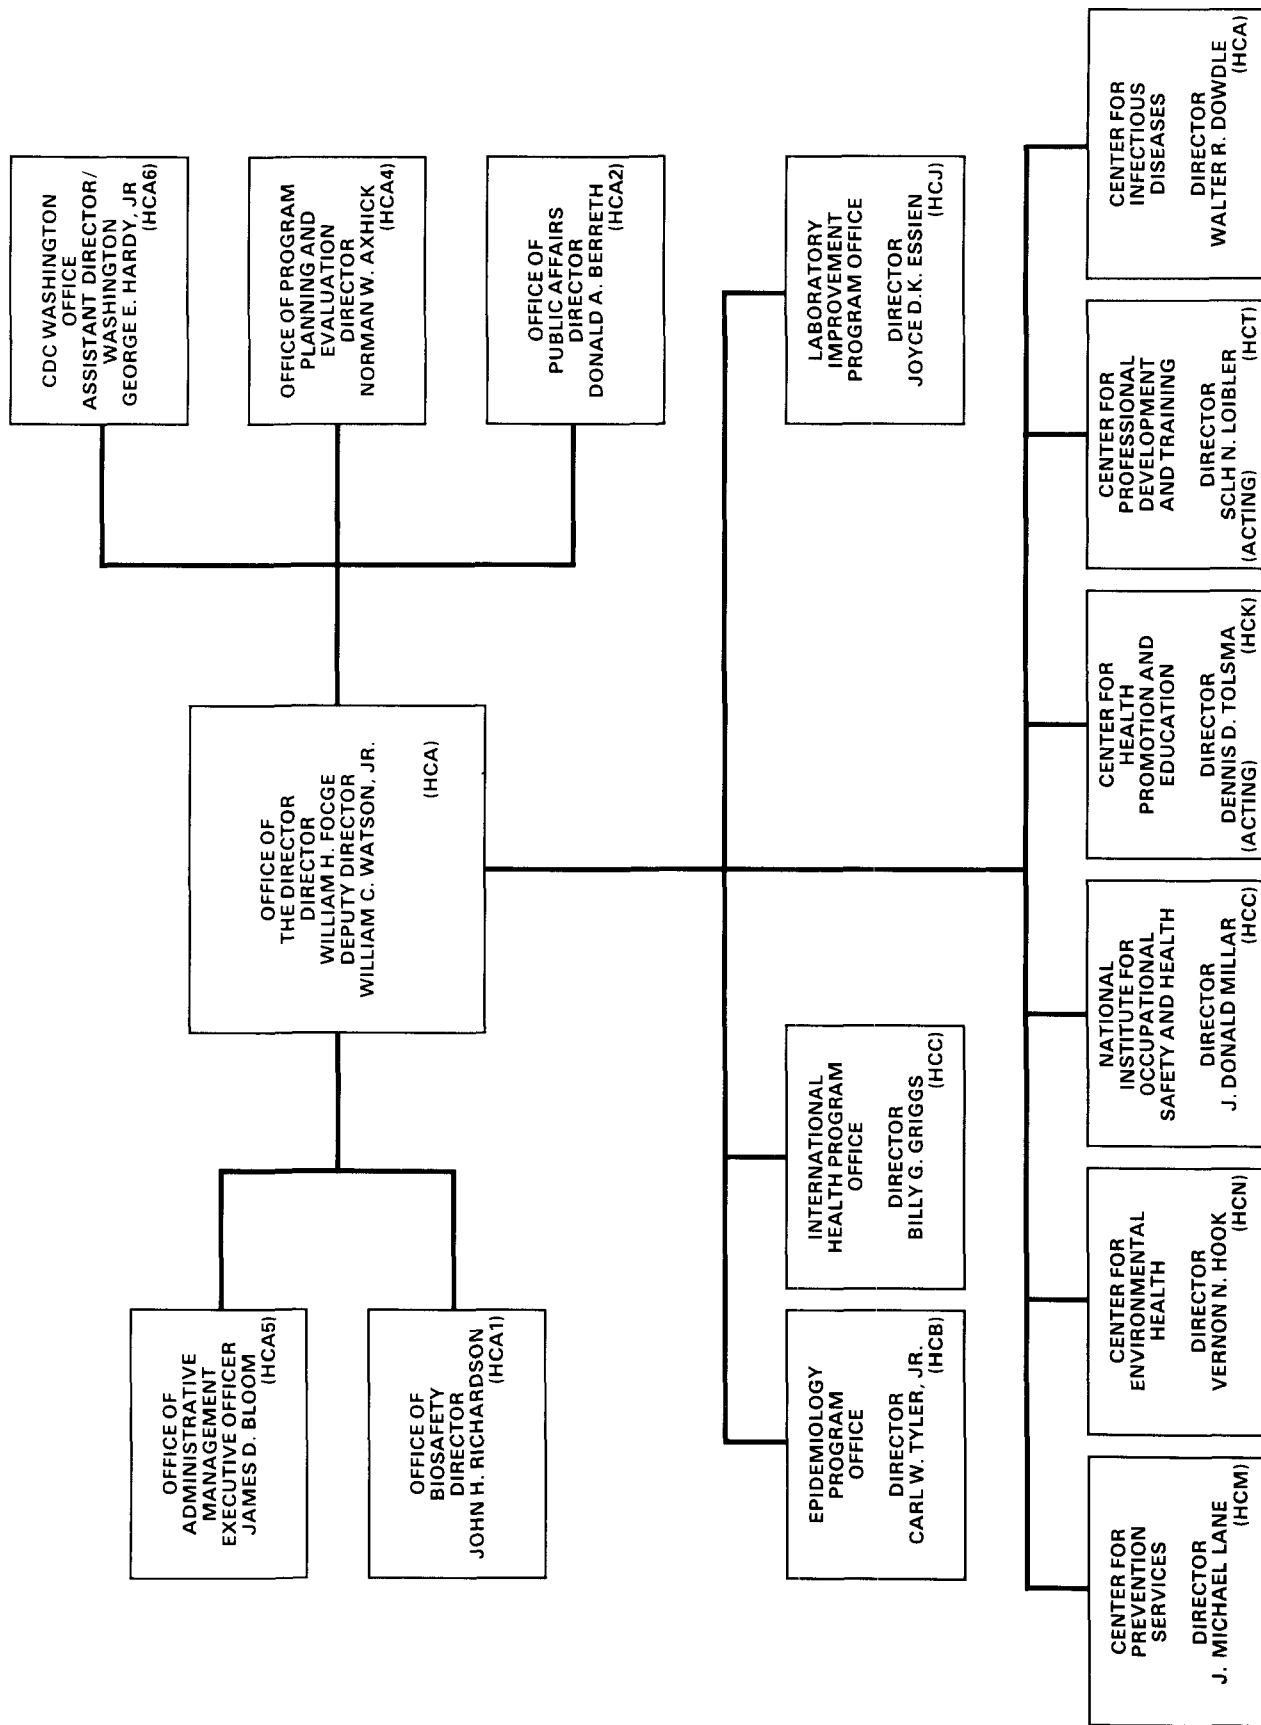 OFFICE OF
ADMINISTRATIVE
MANAGEMENT
EXECUTIVE OFFICER
JAMES D. BLOOM
(HCA5)
OFFICE OF
BIOSAFETY
DIRECTOR
JOHN H. RICHARDSON
(HCA1)
OFFICE OF
THE DIRECTOR
DIRECTOR
WILLIAM H. FOCGE
DEPUTY DIRECTOR
WILLIAM C. WATSON, JR.
(HCA)
CDC WASHINGTON
OFFICE
ASSISTANT DIRECTOR/
WASHINGTON
GEORGE E. HARDY, JR
(HCA6)
OFFICE OF PROGRAM
PLANNING AND
EVALUATION
DIRECTOR
NORMAN W. AXHICK
(HCA4)
OFFICE OF
PUBLIC AFFAIRS
DIRECTOR
DONALD A. BERRETH
(HCA2)
EPIDEMIOLOGY
PROGRAM
OFFICE
DIRECTOR
CARL W. TYLER, JR.
(HCB)
INTERNATIONAL
HEALTH PROGRAM
OFFICE
DIRECTOR
BILLY G. GRIGGS
(HCC)
LABORATORY
IMPROVEMENT
PROGRAM OFFICE
DIRECTOR
JOYCE D.K. ESSIEN
(HCJ)
CENTER FOR
PREVENTION
SERVICES
DIRECTOR
J. MICHAEL LANE
(HCM)
CENTER FOR
ENVIRONMENTAL
HEALTH
DIRECTOR
VERNON N. HOOK
(HCN)
NATIONAL
INSTITUTE FOR
OCCUPATIONAL
SAFETY AND HEALTH
DIRECTOR
J. DONALD MILLAR
(HCC)
CENTER FOR
HEALTH
PROMOTION AND
EDUCATION
DIRECTOR
DENNIS D. TOLSMA
(ACTING) (HCK)
CENTER FOR
PROFESSIONAL
DEVELOPMENT
AND TRAINING
DIRECTOR
SCLH N. LOIBLER
(ACTING) (HCT)
CENTER FOR
INFECTIOUS
DISEASES
DIRECTOR
WALTER R. DOWDLE
(HCA)